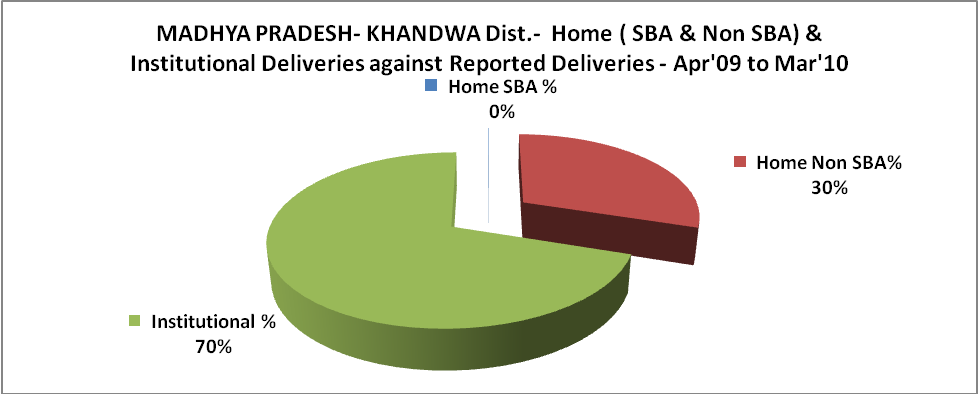 MADHYA PRADESH- KHANDWA Dist.-  Home ( SBA & Non SBA) &
Institutional Deliveries against Reported Deliveries - Apr'09 to Mar'10
Home SBA %
0%
Home Non SBA%
30%
Institutional %
70%